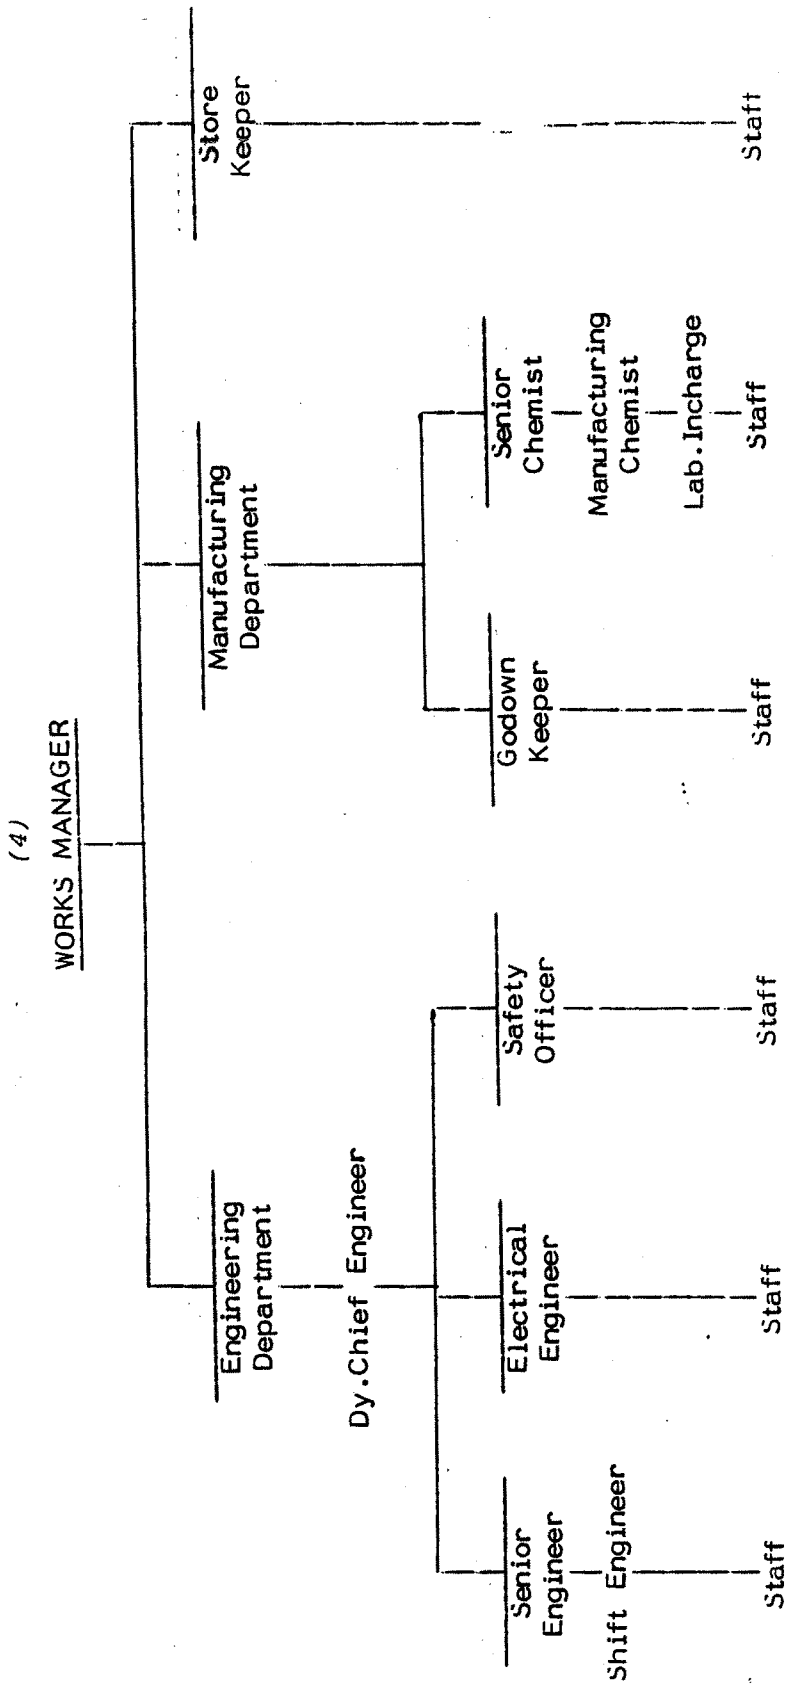 (4)
WORKS MANAGER
Engineering
Department
Manufacturing
Department
Store
Keeper
Dy.Chief Engineer
Senior
Engineer
Electrical
Engineer
Safety
Officer
Godown
Keeper
Senior
Chemist
Shift Engineer
Manufacturing
Chemist
Lab.Incharge
Staff
Staff
Staff
Staff
Staff
Staff